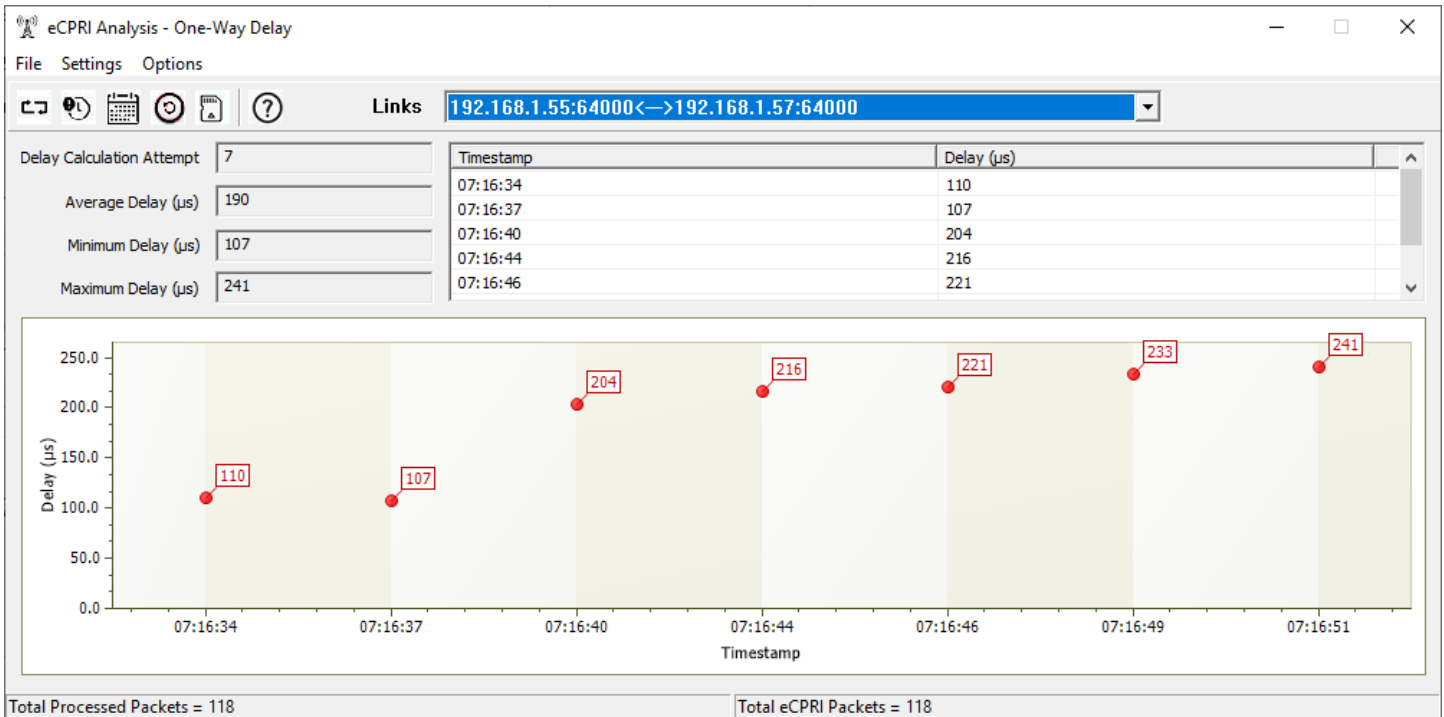 eCPRI Analysis - One-Way Delay
File Settings Options
Links 192.168.1.55:64000<—>192.168.1.57:64000
Delay Calculation Attempt 7
Average Delay (µs) 190
Minimum Delay (µs) 107
Maximum Delay (µs) 241
Timestamp Delay (µs)
07:16:34 110
07:16:37 107
07:16:40 204
07:16:44 216
07:16:46 221
250.0
200.0
150.0
100.0
50.0
0.0
Delay (µs)
110
107
204
216
221
233
241
07:16:34 07:16:37 07:16:40 07:16:44 07:16:46 07:16:49 07:16:51
Timestamp
Total Processed Packets = 118
Total eCPRI Packets = 118